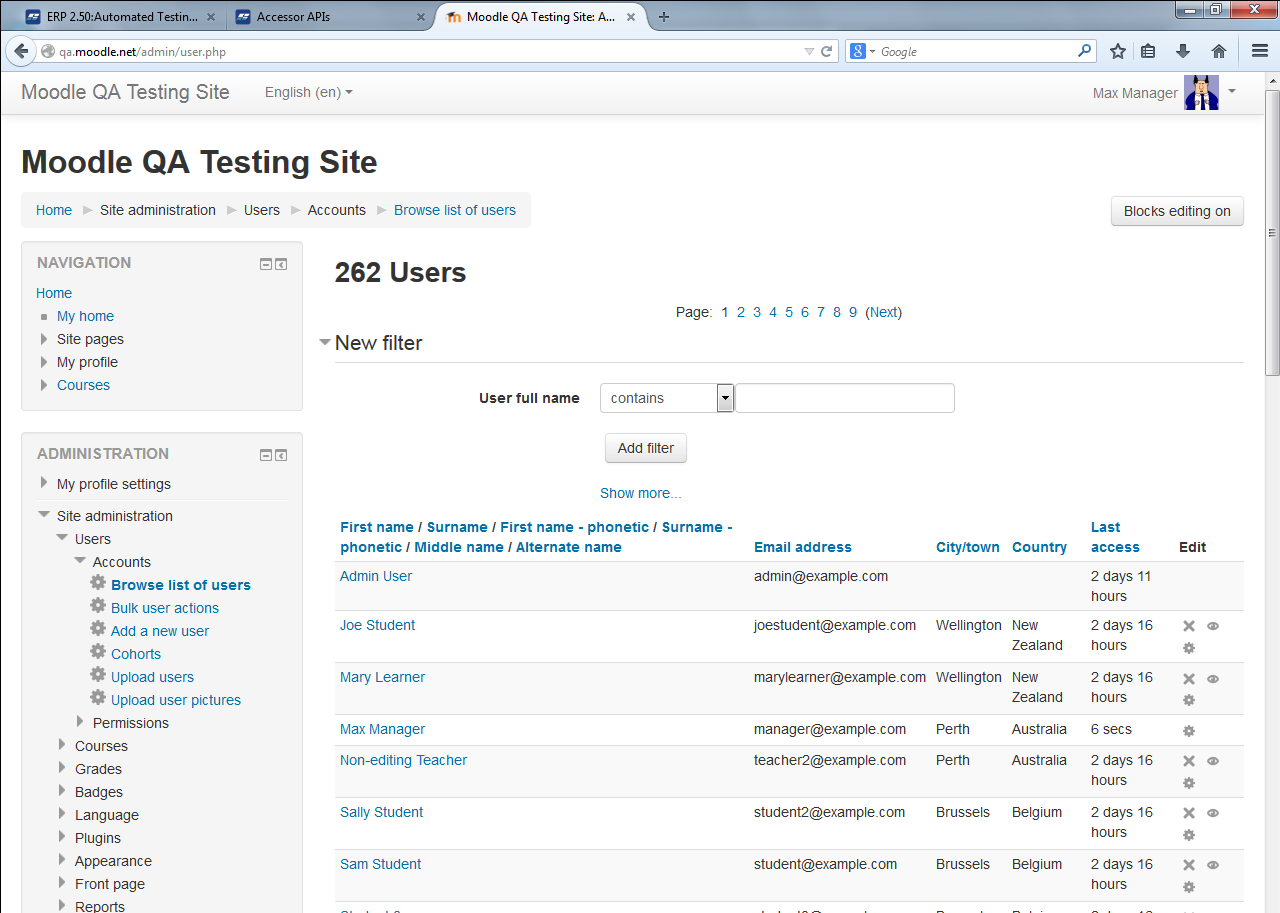 ERP 2.50:Automated Testin...
Accessor APIs
Moodle QA Testing Site: A...
qa.moodle.net/admin/user.php
Google
Moodle QA Testing Site
English (en)
Max Manager
Moodle QA Testing Site
Home Site administration Users Accounts Browse list of users
Blocks editing on
NAVIGATION
Home
My home
Site pages
My profile
Courses
ADMINISTRATION
My profile settings
Site administration
Users
Accounts
Browse list of users
Bulk user actions
Add a new user
Cohorts
Upload users
Upload user pictures
Permissions
Courses
Grades
Badges
Language
Plugins
Appearance
Front page
Reports
262 Users
Page: 1 2 3 4 5 6 7 8 9 (Next)
New filter
User full name contains
Add filter
Show more...
First name / Surname / First name - phonetic / Surname -
phonetic / Middle name / Alternate name
Email address
City/town
Country
Last
access
Edit
Admin User admin@example.com 2 days 11
hours
Joe Student joestudent@example.com Wellington New 2 days 16
Zealand hours
Mary Learner marylearner@example.com Wellington New 2 days 16
Zealand hours
Max Manager manager@example.com Perth Australia 6 secs
Non-editing Teacher teacher2@example.com Perth Australia 2 days 16
hours
Sally Student student2@example.com Brussels Belgium 2 days 16
hours
Sam Student student@example.com Brussels Belgium 2 days 16
hours